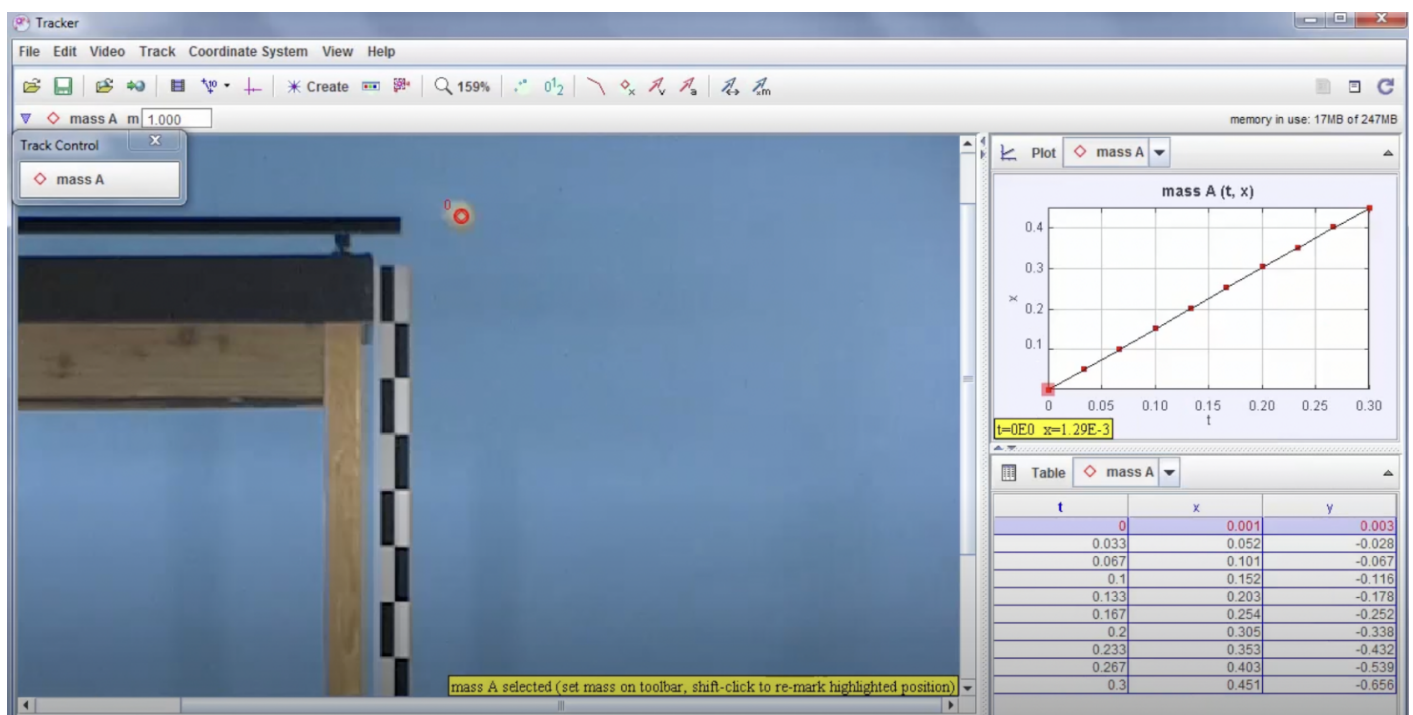 Tracker
File Edit Video Track Coordinate System View Help
Create 159%
mass A m 1.000
memory in use: 17MB of 247MB
Track Control
mass A
0
mass A selected (set mass on toolbar, shift-click to re-mark highlighted position)
Plot mass A
mass A (t, x)
0.4
0.3
x
0.2
0.1
0 0.05 0.10 0.15 0.20 0.25 0.30
t
t=0E0 x=1.29E-3
Table mass A
t x y
0 0.001 0.003
0.033 0.052 -0.028
0.067 0.101 -0.067
0.1 0.152 -0.116
0.133 0.203 -0.178
0.167 0.254 -0.252
0.2 0.305 -0.338
0.233 0.353 -0.432
0.267 0.403 -0.539
0.3 0.451 -0.656